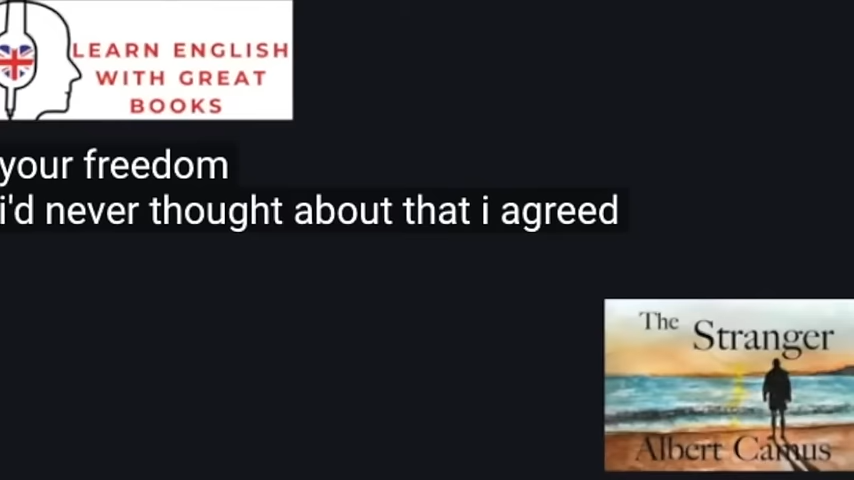 LEARN ENGLISH
WITH GREAT
BOOKS
your freedom
i'd never thought about that i agreed
The Stranger
Albert Camus